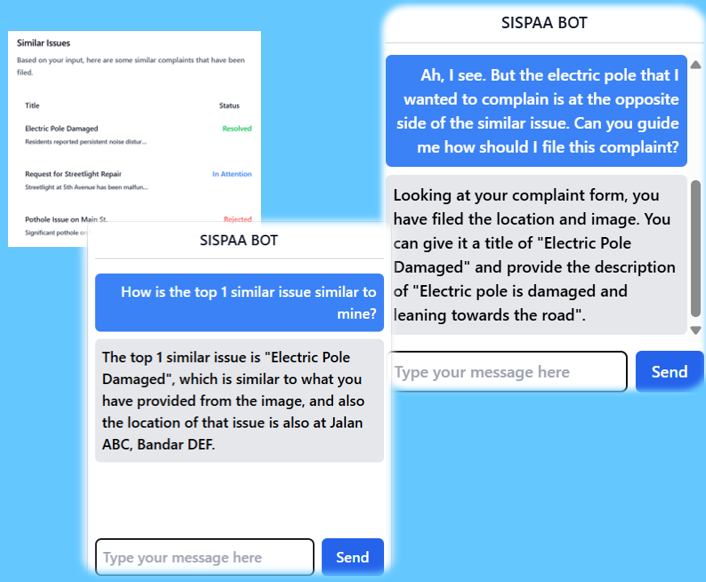 Similar Issues
Based on your input, here are some similar complaints that have been
filed.
Title Status
Electric Pole Damaged Resolved
Residents reported persistent noise distur...
Request for Streetlight Repair In Attention
Streetlight at 5th Avenue has been malfun...
Pothole Issue on Main St. Rejected
Significant pothole
SISPAA BOT
How is the top 1 similar issue similar to
mine?
The top 1 similar issue is "Electric Pole
Damaged", which is similar to what you
have provided from the image, and also
the location of that issue is also at Jalan
ABC, Bandar DEF.
Type your message here
Send
SISPAA BOT
Ah, I see. But the electric pole that I
wanted to complain is at the opposite
side of the similar issue. Can you guide
me how should I file this complaint?
Looking at your complaint form, you
have filed the location and image. You
can give it a title of "Electric Pole
Damaged" and provide the description
of "Electric pole is damaged and
leaning towards the road".
Type your message here
Send